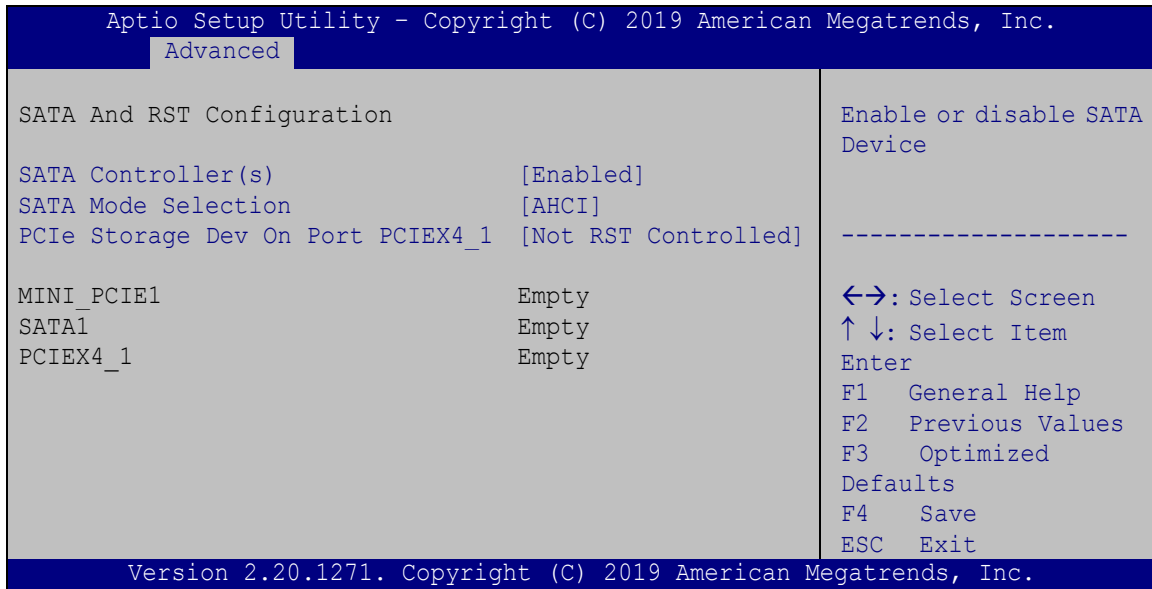 Aptio Setup Utility – Copyright (C) 2019 American Megatrends, Inc.
Advanced
SATA And RST Configuration
SATA Controller(s) [Enabled]
SATA Mode Selection [AHCI]
PCIe Storage Dev On Port PCIEX4_1 [Not RST Controlled]
MINI_PCIE1 Empty
SATA1 Empty
PCIEX4_1 Empty
Enable or disable SATA
Device
--------------------
←→: Select Screen
↑ ↓: Select Item
Enter
F1 General Help
F2 Previous Values
F3 Optimized
Defaults
F4 Save
ESC Exit
Version 2.20.1271. Copyright (C) 2019 American Megatrends, Inc.